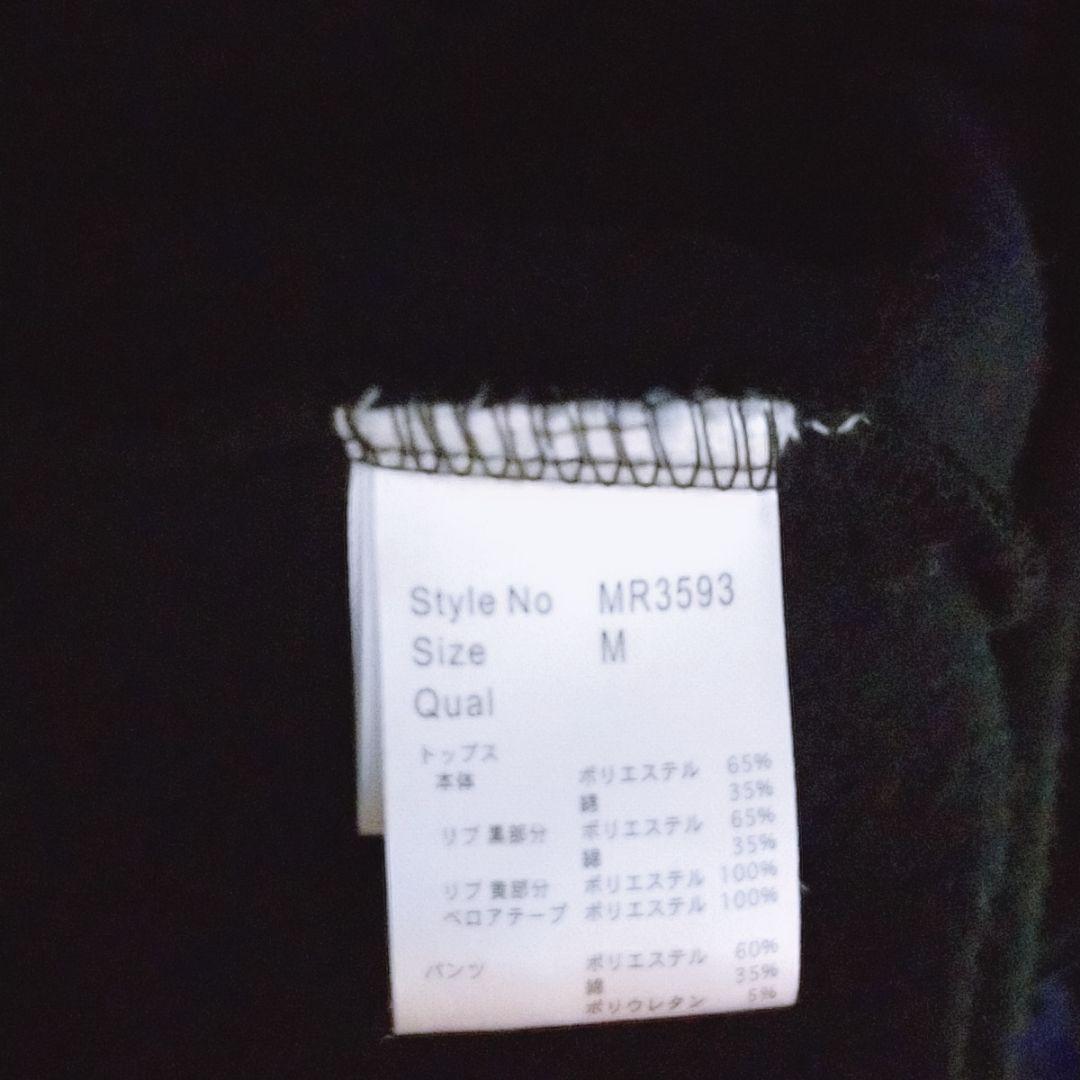 Style No MR3593
Size M
Qual
トップス
本体 ポリエステル 65%
綿 35%
リブ 黒部分 ポリエステル 65%
綿 35%
リブ 黄部分 ポリエステル 100%
ベロアテープ ポリエステル 100%
パンツ ポリエステル 60%
綿 35%
ポリウレタン 5%